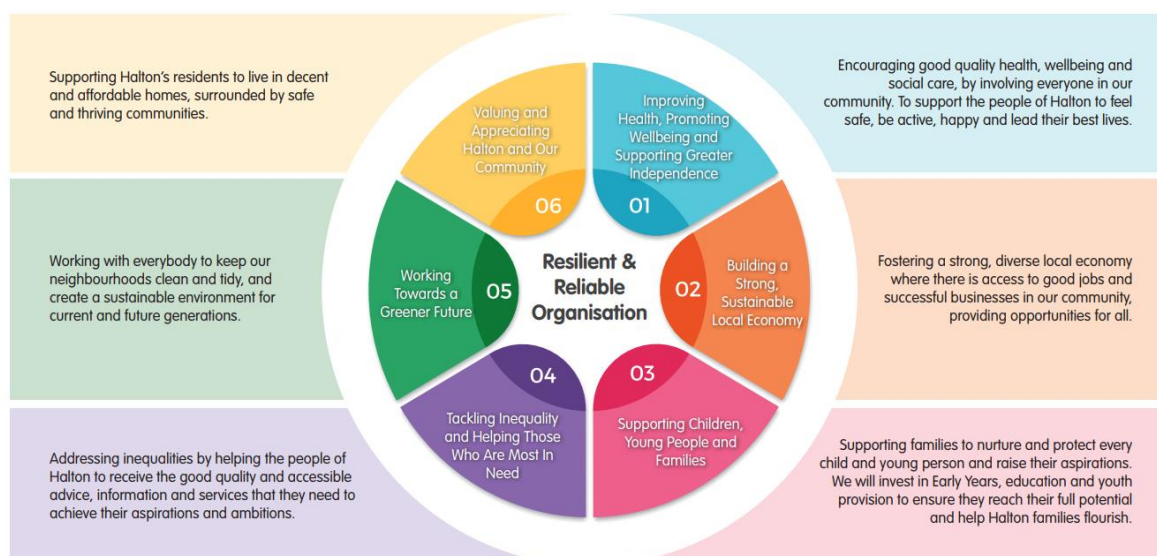 Supporting Halton's residents to live in decent
and affordable homes, surrounded by safe
and thriving communities.
Encouraging good quality health, wellbeing and
social care, by involving everyone in our
community. To support the people of Halton to feel
safe, be active, happy and lead their best lives.
Valuing and
Appreciating
Halton and Our
Community
06
Improving
Health, Promoting
Wellbeing and
Supporting Greater
Independence
01
Working with everybody to keep our
neighbourhoods clean and tidy, and
create a sustainable environment for
current and future generations.
Working
Towards a
Greener Future
05
Resilient &
Reliable
Organisation
02
Building a
Strong,
Sustainable
Local Economy
Fostering a strong, diverse local economy
where there is access to good jobs and
successful businesses in our community,
providing opportunities for all.
04
Tackling Inequality
and Helping Those
Who Are Most In
Need
03
Supporting Children,
Young People and
Families
Addressing inequalities by helping the people of
Halton to receive the good quality and accessible
advice, information and services that they need to
achieve their aspirations and ambitions.
Supporting families to nurture and protect every
child and young person and raise their aspirations.
We will invest in Early Years, education and youth
provision to ensure they reach their full potential
and help Halton families flourish.